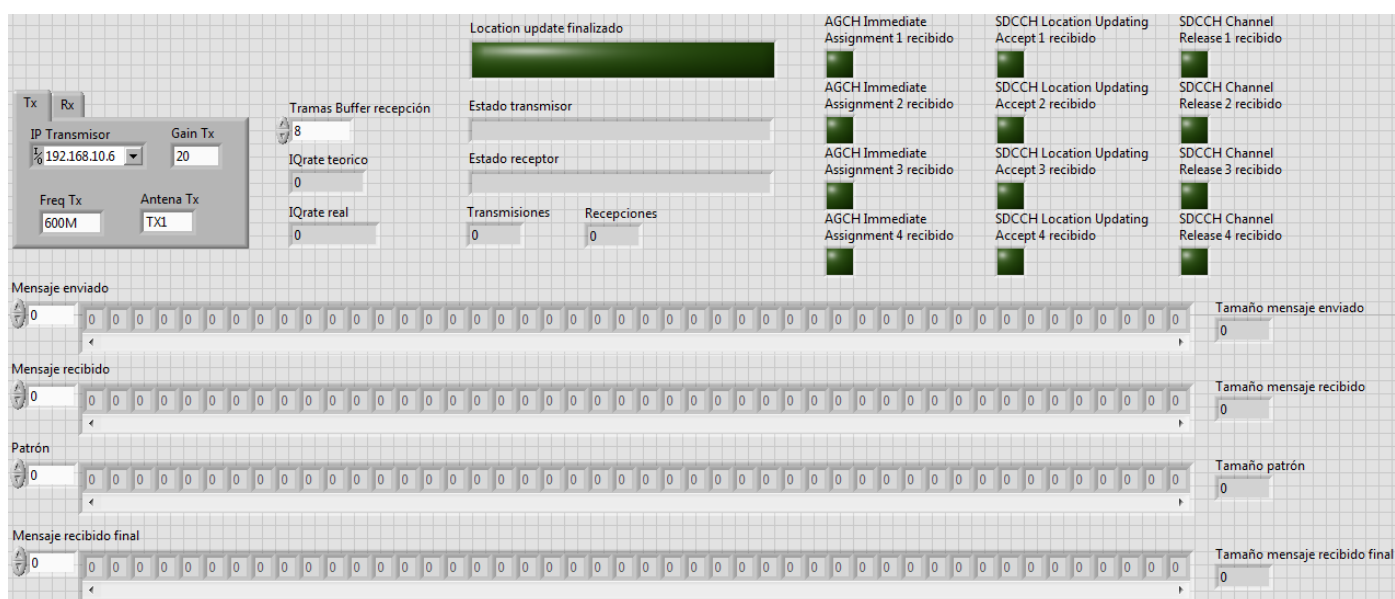 Location update finalizado
AGCH Immediate
Assignment 1 recibido
SDCCH Location Updating
Accept 1 recibido
SDCCH Channel
Release 1 recibido
AGCH Immediate
Assignment 2 recibido
SDCCH Location Updating
Accept 2 recibido
SDCCH Channel
Release 2 recibido
AGCH Immediate
Assignment 3 recibido
SDCCH Location Updating
Accept 3 recibido
SDCCH Channel
Release 3 recibido
AGCH Immediate
Assignment 4 recibido
SDCCH Location Updating
Accept 4 recibido
SDCCH Channel
Release 4 recibido
Tx Rx
IP Transmisor Gain Tx
192.168.10.6 20
Freq Tx Antena Tx
600M TX1
Tramas Buffer recepción
8
IQrate teorico
0
IQrate real
0
Estado transmisor
Estado receptor
Transmisiones Recepciones
0 0
Mensaje enviado
0 0 0 0 0 0 0 0 0 0 0 0 0 0 0 0 0 0 0 0 0 0 0 0 0 0 0 0 0 0 0 0 0 0 0 0 0 0 0 0 0 0 0 0 0 0 0 0
Tamaño mensaje enviado
0
Mensaje recibido
0 0 0 0 0 0 0 0 0 0 0 0 0 0 0 0 0 0 0 0 0 0 0 0 0 0 0 0 0 0 0 0 0 0 0 0 0 0 0 0 0 0 0 0 0 0 0 0
Tamaño mensaje recibido
0
Patrón
0 0 0 0 0 0 0 0 0 0 0 0 0 0 0 0 0 0 0 0 0 0 0 0 0 0 0 0 0 0 0 0 0 0 0 0 0 0 0 0 0 0 0 0 0 0 0 0
Tamaño patrón
0
Mensaje recibido final
0 0 0 0 0 0 0 0 0 0 0 0 0 0 0 0 0 0 0 0 0 0 0 0 0 0 0 0 0 0 0 0 0 0 0 0 0 0 0 0 0 0 0 0 0 0 0 0
Tamaño mensaje recibido final
0